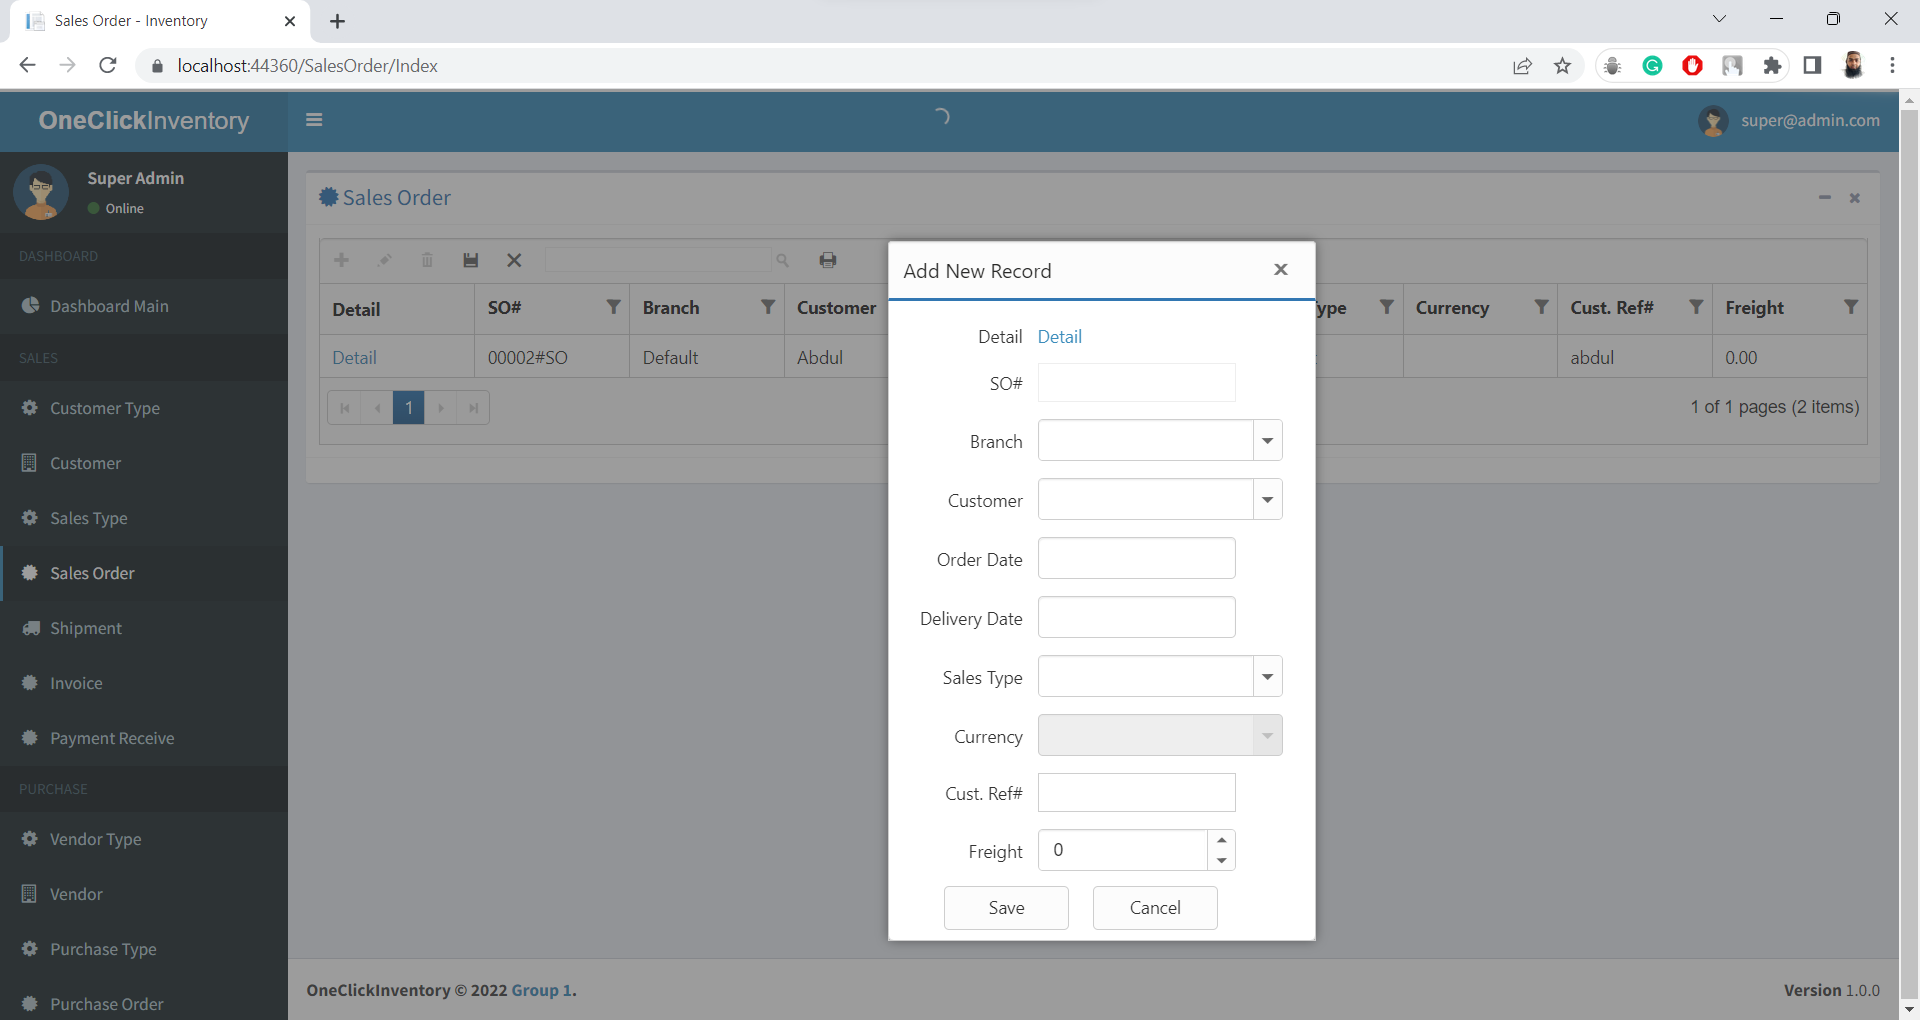 Sales Order - Inventory
localhost:44360/SalesOrder/Index
OneClickInventory
super@admin.com
Super Admin
Online
DASHBOARD
Dashboard Main
SALES
Customer Type
Customer
Sales Type
Sales Order
Shipment
Invoice
Payment Receive
PURCHASE
Vendor Type
Vendor
Purchase Type
Purchase Order
Sales Order
Detail SO# Branch Customer ype Currency Cust. Ref# Freight
Detail 00002#SO Default Abdul abdul 0.00
1
1 of 1 pages (2 items)
Add New Record
Detail Detail
SO#
Branch
Customer
Order Date
Delivery Date
Sales Type
Currency
Cust. Ref#
Freight 0
Save Cancel
OneClickInventory © 2022 Group 1.
Version 1.0.0